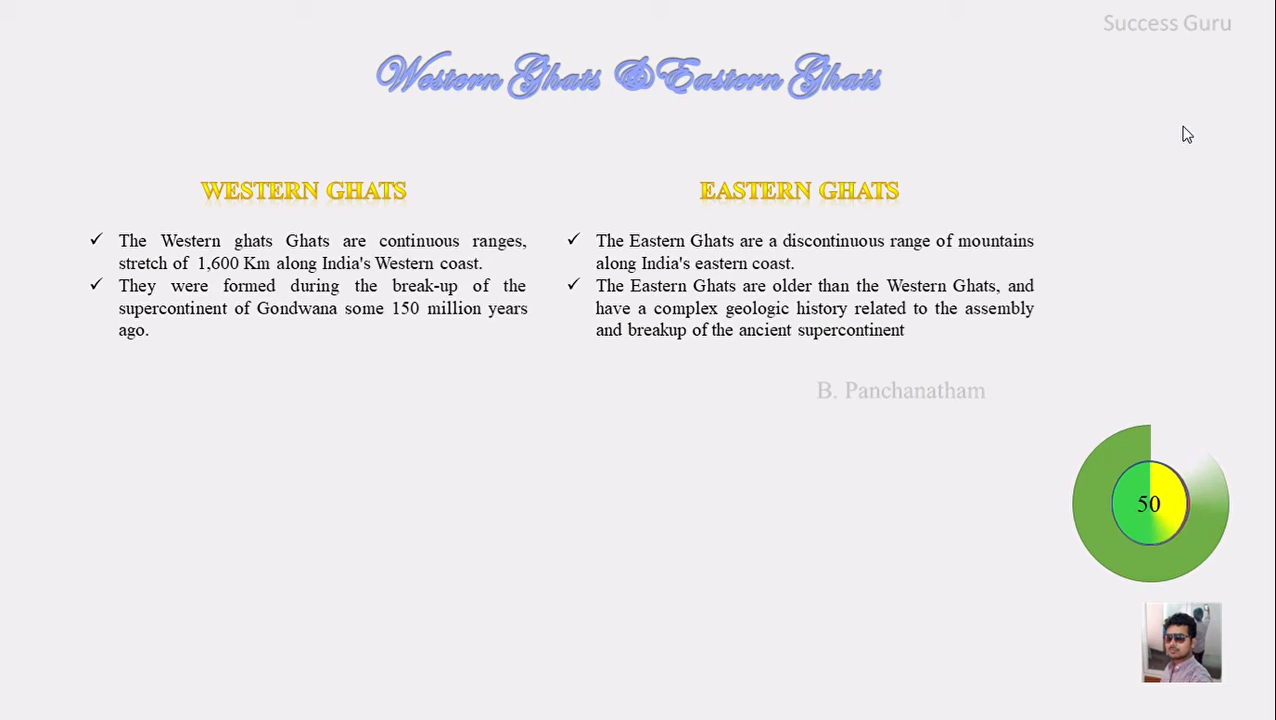 Success Guru
Western Ghats & Eastern Ghats
WESTERN GHATS
The Western ghats Ghats are continuous ranges,
stretch of 1,600 Km along India's Western coast.
They were formed during the break-up of the
supercontinent of Gondwana some 150 million years
ago.
EASTERN GHATS
The Eastern Ghats are a discontinuous range of mountains
along India's eastern coast.
The Eastern Ghats are older than the Western Ghats, and
have a complex geologic history related to the assembly
and breakup of the ancient supercontinent
B. Panchanatham
50